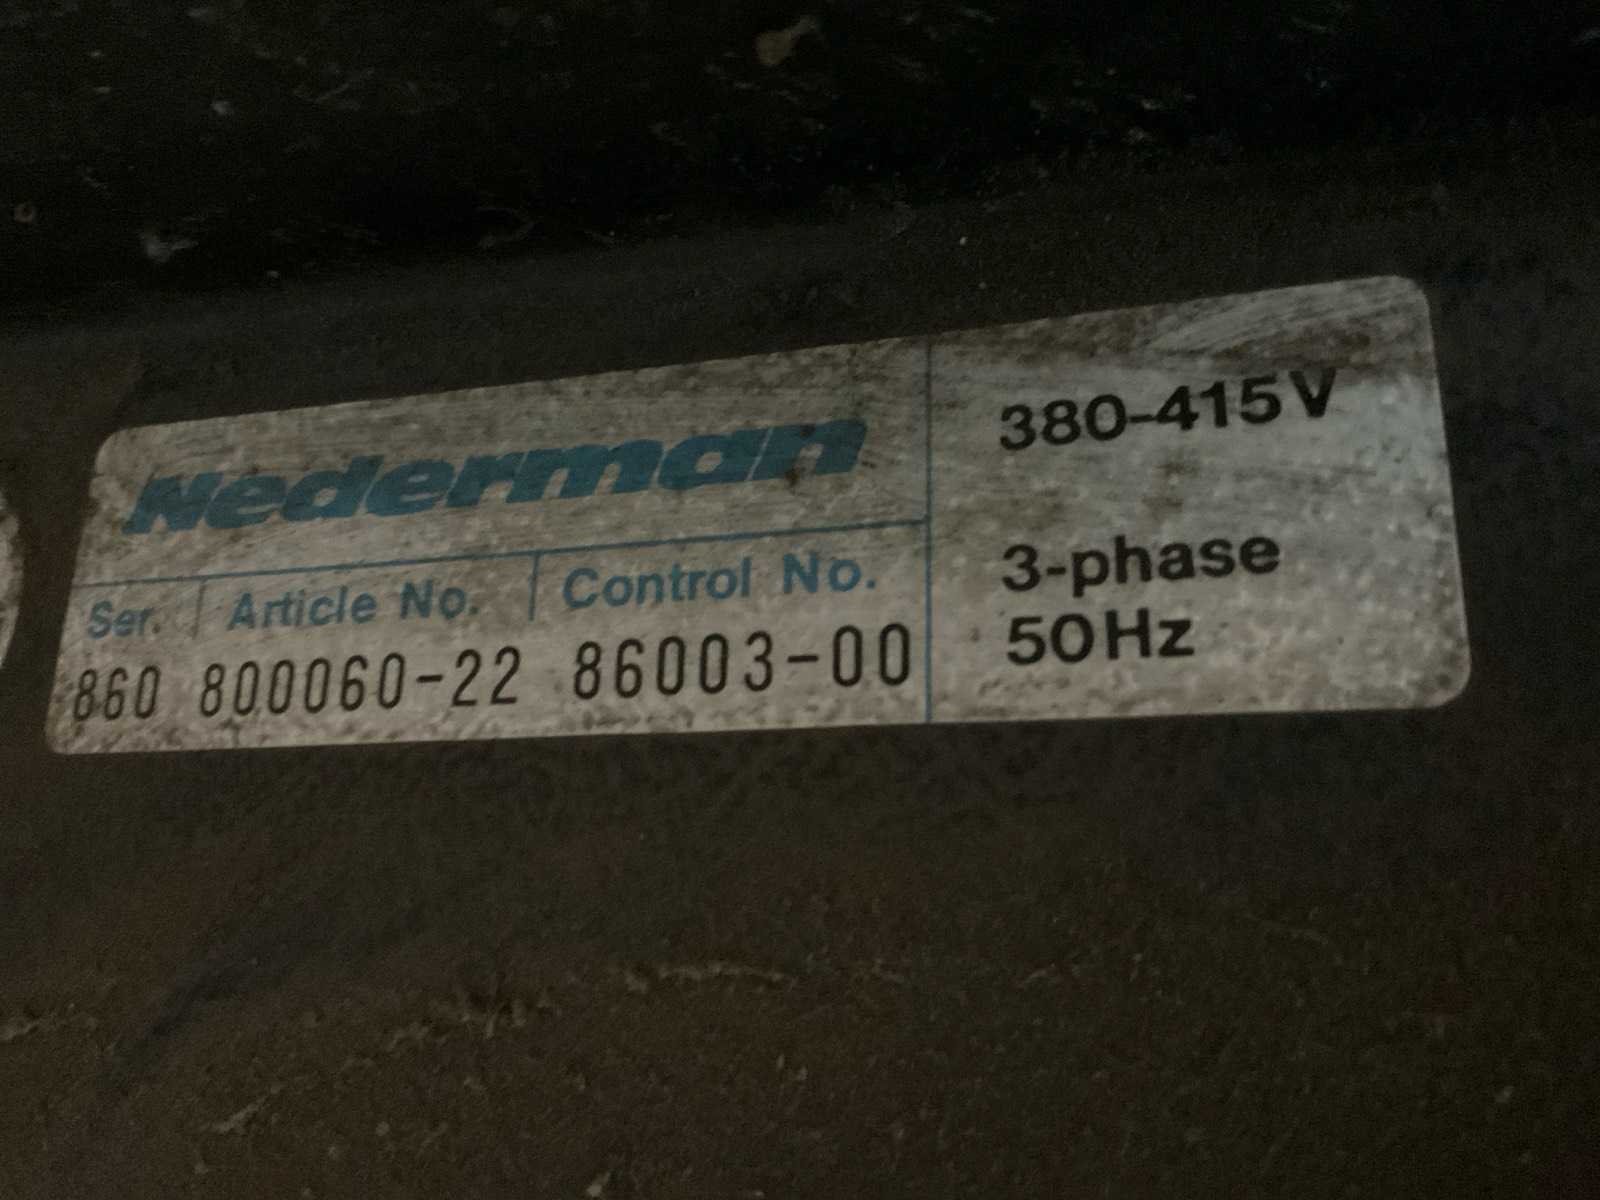 Nederman
Ser. Article No. Control No.
860 800060-22 86003-00
380-415V
3-phase
50Hz